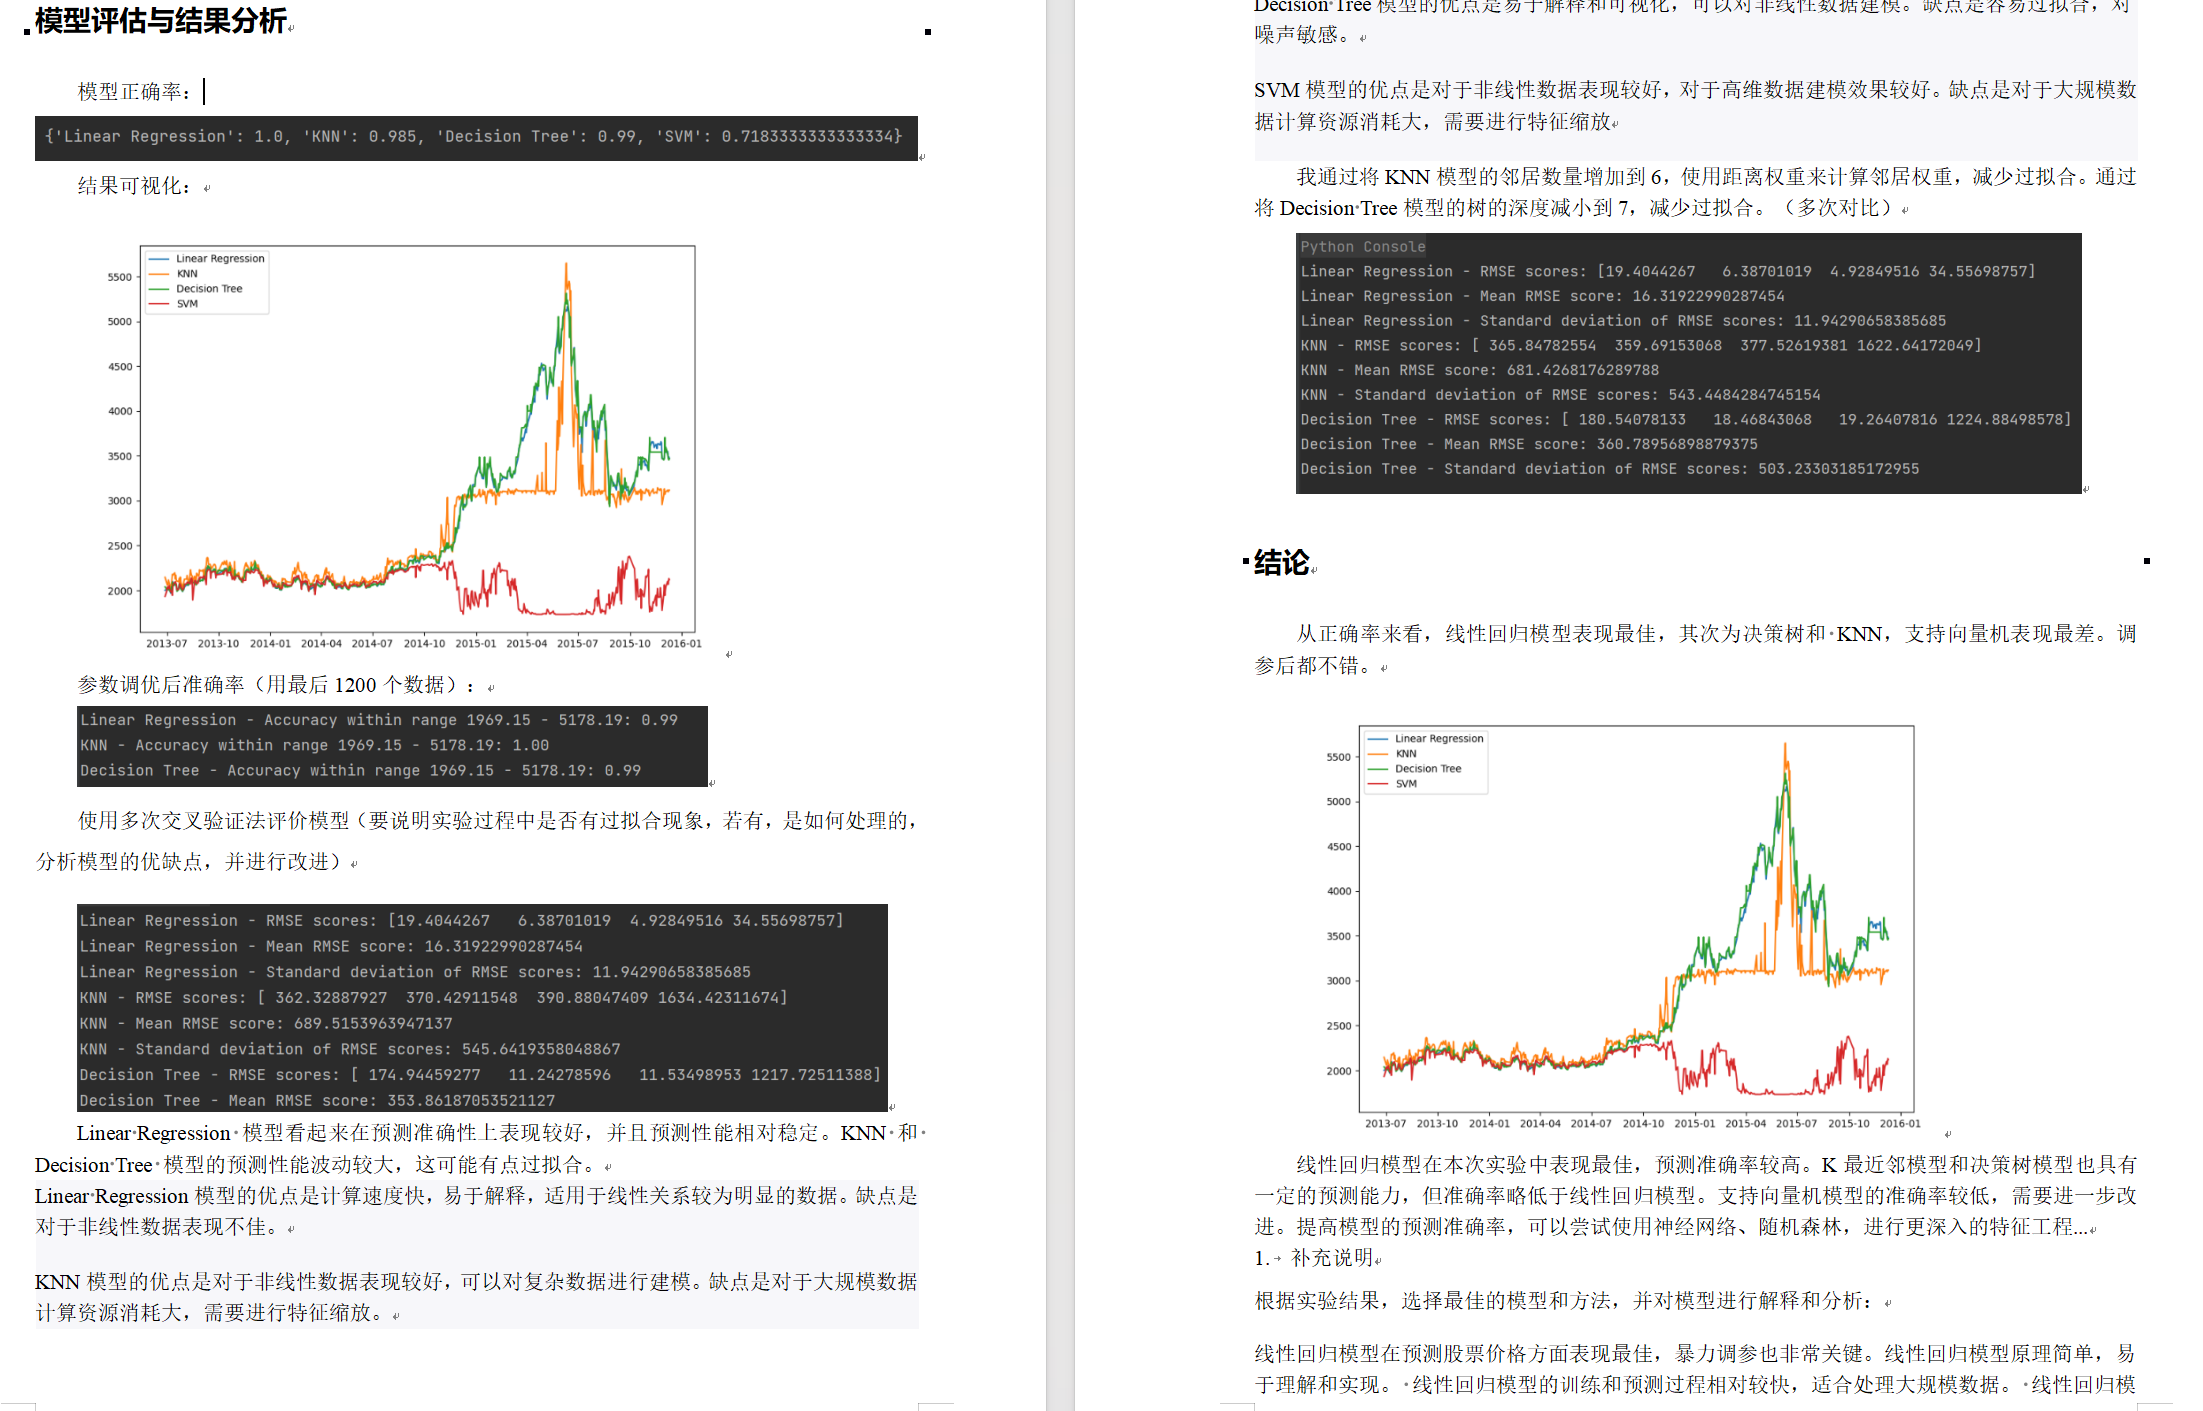 模型评估与结果分析
模型正确率：
{'Linear Regression': 1.0, 'KNN': 0.985, 'Decision Tree': 0.99, 'SVM': 0.7183333333333334}
结果可视化：
Linear Regression
KNN
Decision Tree
SVM
5500
5000
4500
4000
3500
3000
2500
2000
2013-07 2013-10 2014-01 2014-04 2014-07 2014-10 2015-01 2015-04 2015-07 2015-10 2016-01
参数调优后准确率（用最后 1200 个数据）：
Linear Regression - Accuracy within range 1969.15 - 5178.19: 0.99
KNN - Accuracy within range 1969.15 - 5178.19: 1.00
Decision Tree - Accuracy within range 1969.15 - 5178.19: 0.99
使用多次交叉验证法评价模型（要说明实验过程中是否有过拟合现象，若有，是如何处理的，
分析模型的优缺点，并进行改进）
Linear Regression - RMSE scores: [19.4044267   6.38701019  4.92849516 34.55698757]
Linear Regression - Mean RMSE score: 16.31922990287454
Linear Regression - Standard deviation of RMSE scores: 11.94290658385685
KNN - RMSE scores: [ 362.32887927  370.42911548  390.88047409 1634.42311674]
KNN - Mean RMSE score: 689.5153963947137
KNN - Standard deviation of RMSE scores: 545.6419358048867
Decision Tree - RMSE scores: [ 174.94459277   11.24278596   11.53498953 1217.72511388]
Decision Tree - Mean RMSE score: 353.86187053521127
Linear Regression 模型看起来在预测准确性上表现较好，并且预测性能相对稳定。KNN 和
Decision Tree 模型的预测性能波动较大，这可能有点过拟合。
Linear Regression 模型的优点是计算速度快，易于解释，适用于线性关系较为明显的数据。缺点是
对于非线性数据表现不佳。
KNN 模型的优点是对于非线性数据表现较好，可以对复杂数据进行建模。缺点是对于大规模数据
计算资源消耗大，需要进行特征缩放。
Decision Tree 模型的优点是易于解释和可视化，可以对非线性数据建模。缺点是容易过拟合，对
噪声敏感。
SVM 模型的优点是对于非线性数据表现较好，对于高维数据建模效果较好。缺点是对于大规模数
据计算资源消耗大，需要进行特征缩放
我通过将 KNN 模型的邻居数量增加到 6，使用距离权重来计算邻居权重，减少过拟合。通过
将 Decision Tree 模型的树的深度减小到 7，减少过拟合。（多次对比）
Python Console
Linear Regression - RMSE scores: [19.4044267   6.38701019  4.92849516 34.55698757]
Linear Regression - Mean RMSE score: 16.31922990287454
Linear Regression - Standard deviation of RMSE scores: 11.94290658385685
KNN - RMSE scores: [ 365.84782554  359.69153068  377.52619381 1622.64172049]
KNN - Mean RMSE score: 681.4268176289788
KNN - Standard deviation of RMSE scores: 543.4484284745154
Decision Tree - RMSE scores: [ 180.54078133   18.46843068   19.26407816 1224.88498578]
Decision Tree - Mean RMSE score: 360.78956898879375
Decision Tree - Standard deviation of RMSE scores: 503.23303185172955
结论
从正确率来看，线性回归模型表现最佳，其次为决策树和 KNN，支持向量机表现最差。调
参后都不错。
Linear Regression
KNN
Decision Tree
SVM
5500
5000
4500
4000
3500
3000
2500
2000
2013-07 2013-10 2014-01 2014-04 2014-07 2014-10 2015-01 2015-04 2015-07 2015-10 2016-01
线性回归模型在本次实验中表现最佳，预测准确率较高。K 最近邻模型和决策树模型也具有
一定的预测能力，但准确率略低于线性回归模型。支持向量机模型的准确率较低，需要进一步改
进。提高模型的预测准确率，可以尝试使用神经网络、随机森林，进行更深入的特征工程...
1. 补充说明
根据实验结果，选择最佳的模型和方法，并对模型进行解释和分析：
线性回归模型在预测股票价格方面表现最佳，暴力调参也非常关键。线性回归模型原理简单，易
于理解和实现。 线性回归模型的训练和预测过程相对较快，适合处理大规模数据。 线性回归模